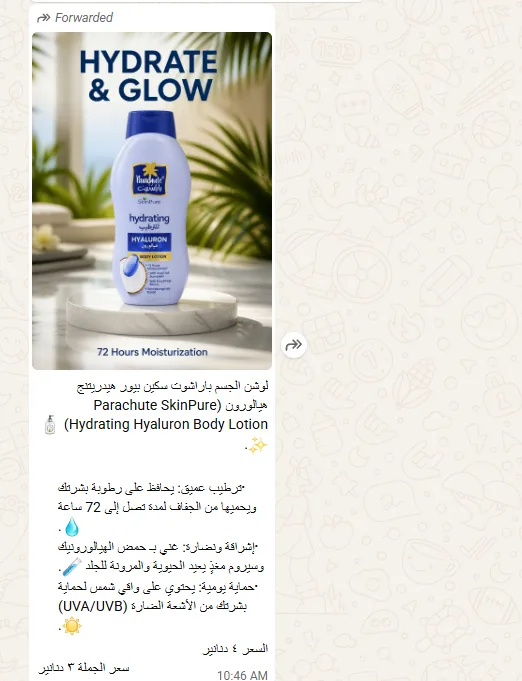 Forwarded
HYDRATE
& GLOW
Parachute
باراشوت
SkinPure
hydrating
للترطيب
HYALURON
هيالورون
BODY LOTION
72 Hours Moisturization
لوشن الجسم باراشوت سكين بيور هيدريتنج
هيالورون (Parachute SkinPure
Hydrating Hyaluron Body Lotion) 🧴
✨.
•ترطيب عميق: يحافظ على رطوبة بشرتك
ويحميها من الجفاف لمدة تصل إلى 72 ساعة
💧.
•إشراقة ونضارة: غني بـ حمض الهيالورونيك
وسيروم مغذٍ يعيد الحيوية والمرونة للجلد 🧪.
•حماية يومية: يحتوي على واقي شمس لحماية
بشرتك من الأشعة الضارة (UVA/UVB)
☀️.
السعر ٤ دنانير
سعر الجملة ٣ دنانير
10:46 AM